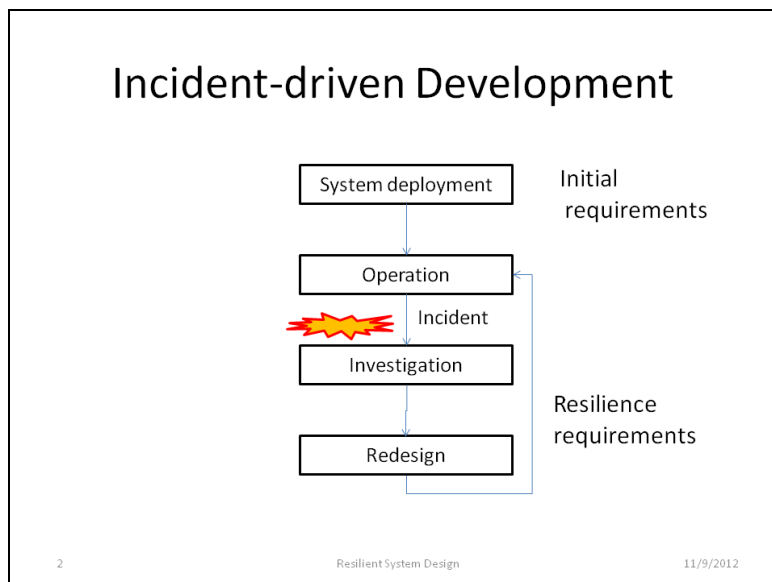 Incident-driven Development
System deployment
Initial
requirements
Operation
Incident
Investigation
Resilience
requirements
Redesign
2
Resilient System Design
11/9/2012